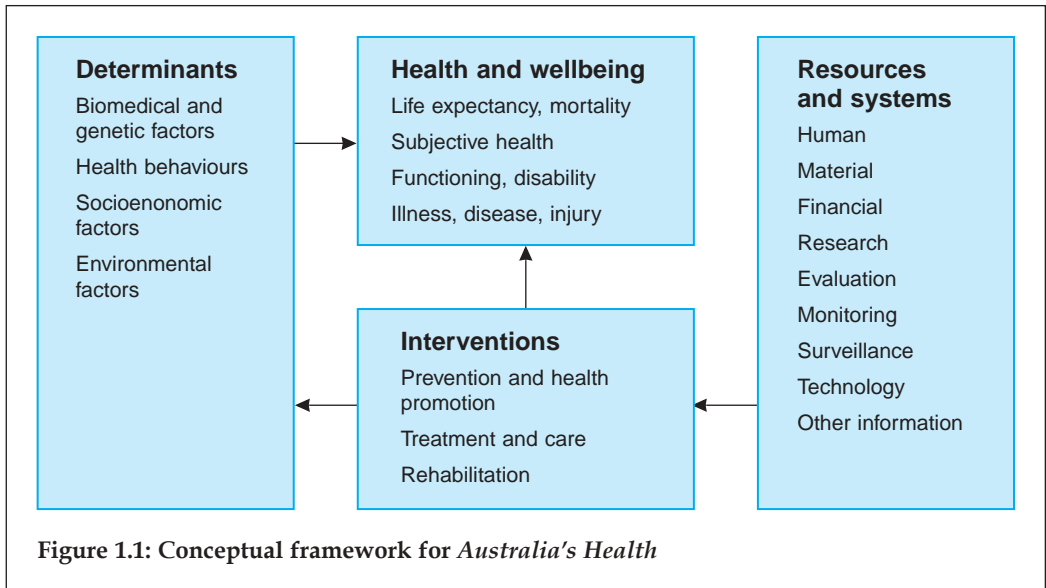 Determinants
Biomedical and
genetic factors
Health behaviours
Socioenonomic
factors
Environmental
factors
Health and wellbeing
Life expectancy, mortality
Subjective health
Functioning, disability
Illness, disease, injury
Interventions
Prevention and health
promotion
Treatment and care
Rehabilitation
Resources
and systems
Human
Material
Financial
Research
Evaluation
Monitoring
Surveillance
Technology
Other information
Figure 1.1: Conceptual framework for Australia's Health